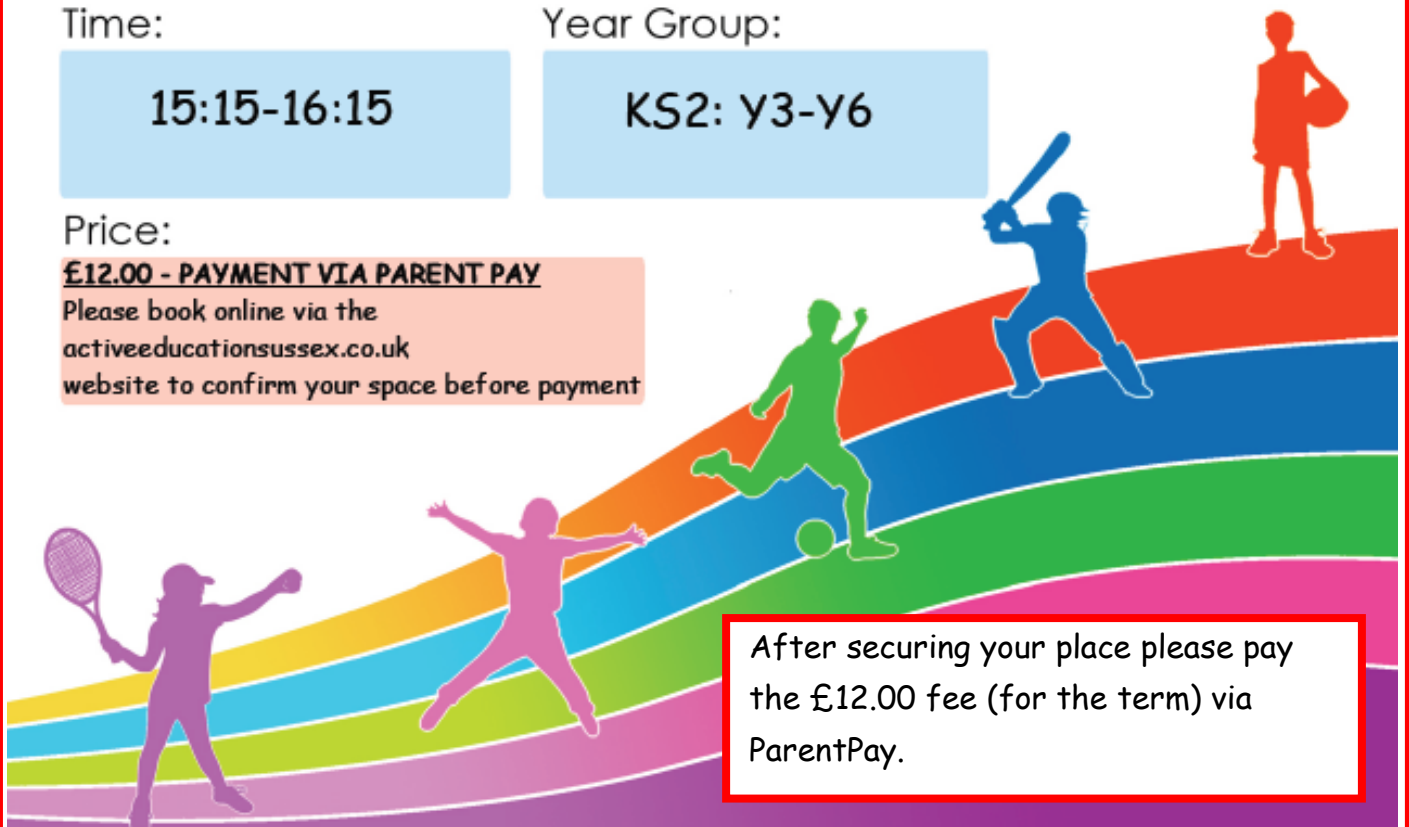 Time:
Year Group:
15:15-16:15
KS2: Y3-Y6
Price:
£12.00 - PAYMENT VIA PARENT PAY
Please book online via the
activeeducationsussex.co.uk
website to confirm your space before payment
After securing your place please pay
the £12.00 fee (for the term) via
ParentPay.